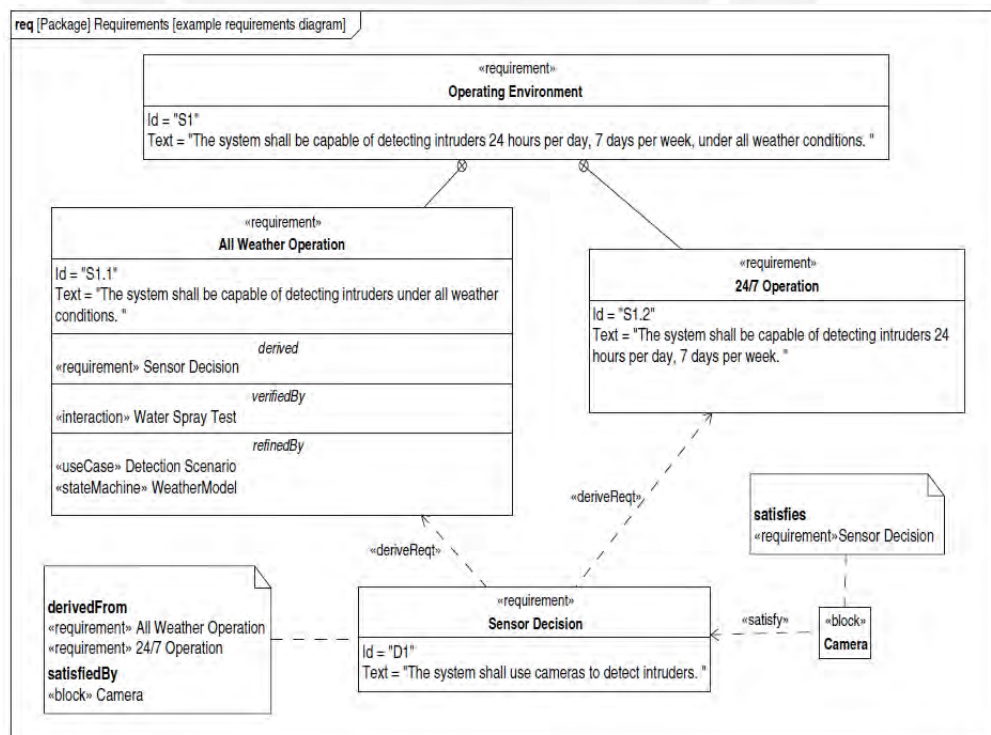 req [Package] Requirements [example requirements diagram]
«requirement»
Operating Environment
Id = "S1"
Text = "The system shall be capable of detecting intruders 24 hours per day, 7 days per week, under all weather conditions. "
«requirement»
All Weather Operation
Id = "S1.1"
Text = "The system shall be capable of detecting intruders under all weather
conditions. "
derived
«requirement» Sensor Decision
verifiedBy
«interaction» Water Spray Test
refinedBy
«useCase» Detection Scenario
«stateMachine» WeatherModel
«requirement»
24/7 Operation
Id = "S1.2"
Text = "The system shall be capable of detecting intruders 24
hours per day, 7 days per week. "
«deriveReqt»
«deriveReqt»
satisfies
«requirement»Sensor Decision
derivedFrom
«requirement» All Weather Operation
«requirement» 24/7 Operation
satisfiedBy
«block» Camera
«requirement»
Sensor Decision
Id = "D1"
Text = "The system shall use cameras to detect intruders. "
«satisfy»
«block»
Camera